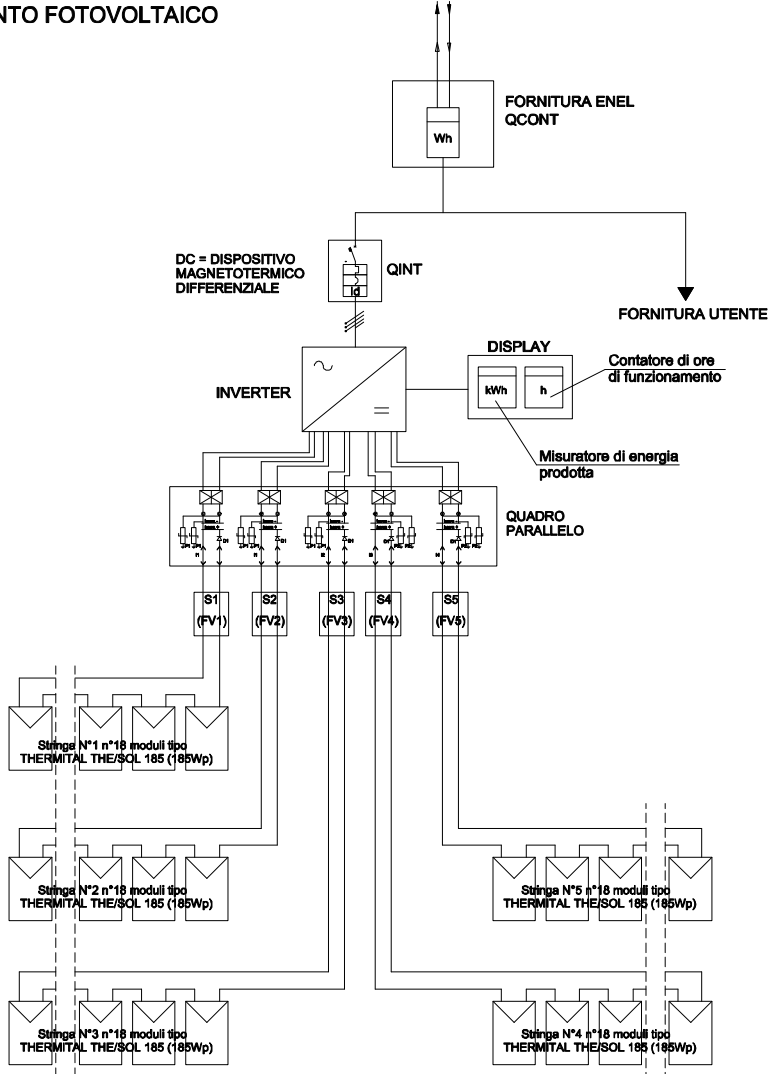 NTO FOTOVOLTAICO
FORNITURA ENEL
QCONT
Wh
DC = DISPOSITIVO
MAGNETOTERMICO
DIFFERENZIALE
QINT
Id
FORNITURA UTENTE
DISPLAY
Contatore di ore
di funzionamento
INVERTER
kWh
h
Misuratore di energia
prodotta
QUADRO
PARALLELO
S1
(FV1)
S2
(FV2)
S3
(FV3)
S4
(FV4)
S5
(FV5)
Stringa N°1 n°18 moduli tipo
THERMITAL THE/SOL 185 (185Wp)
Stringa N°2 n°18 moduli tipo
THERMITAL THE/SOL 185 (185Wp)
Stringa N°5 n°18 moduli tipo
THERMITAL THE/SOL 185 (185Wp)
Stringa N°3 n°18 moduli tipo
THERMITAL THE/SOL 185 (185Wp)
Stringa N°4 n°18 moduli tipo
THERMITAL THE/SOL 185 (185Wp)